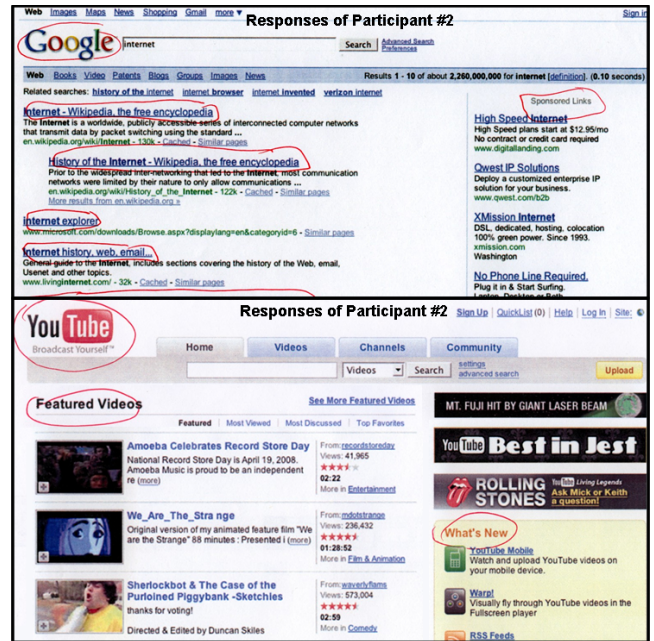 Responses of Participant #2
Web Images Maps News Shopping Gmail more ▼ Sign in
Google internet Search Advanced Search
Preferences
Web Books Video Patents Blogs Groups Images News Results 1 - 10 of about 2,260,000,000 for internet [definition]. (0.10 seconds)
Related searches: history of the internet internet browser internet invented verizon internet
Internet - Wikipedia, the free encyclopedia
The Internet is a worldwide, publicly accessible series of interconnected computer networks
that transmit data by packet switching using the standard ...
en.wikipedia.org/wiki/Internet - 130k - Cached - Similar pages
History of the Internet - Wikipedia, the free encyclopedia
Prior to the widespread inter-networking that led to the Internet, most communication
networks were limited by their nature to only allow communications ...
en.wikipedia.org/wiki/History_of_the_Internet - 122k - Cached - Similar pages
More results from en.wikipedia.org »
internet explorer
www.microsoft.com/downloads/Browse.aspx?displaylang=en&categoryid=6 - Similar pages
Internet history, web, email...
General guide to the Internet, includes sections covering the history of the Web, email,
Usenet and other topics.
www.livinginternet.com/ - 32k - Cached - Similar pages
Sponsored Links
High Speed Internet
High Speed plans start at $12.95/mo
No contract or credit card required
www.digitallanding.com
Qwest IP Solutions
Deploy a customized enterprise IP
solution for your business.
www.qwest.com/b2b
XMission Internet
DSL, dedicated, hosting, colocation
100% green power. Since 1993.
xmission.com
Washington
No Phone Line Required.
Plug it in & Start Surfing.
Responses of Participant #2
YouTube
Broadcast Yourself™
Sign Up | QuickList (0) | Help | Log In | Site:
Home Videos Channels Community
Videos Search settings
advanced search
Upload
Featured Videos See More Featured Videos
Featured | Most Viewed | Most Discussed | Top Favorites
Amoeba Celebrates Record Store Day
National Record Store Day is April 19, 2008.
Amoeba Music is proud to be an independent
re (more)
From: recordstoreday
Views: 41,965
02:22
More in Entertainment
We_Are_The_Stra nge
Original version of my animated feature film "We
are the Strange" 88 minutes : Presented i (more)
From: mdotstrange
Views: 236,432
01:28:52
More in Film & Animation
Sherlockbot & The Case of the
Purloined Piggybank -Sketchies
thanks for voting!
Directed & Edited by Duncan Skiles
From: waverlyflams
Views: 573,004
02:59
More in Comedy
MT. FUJI HIT BY GIANT LASER BEAM
YouTube Best in Jest
ROLLING STONES
YouTube Living Legends
Ask Mick or Keith
a question!
What's New
YouTube Mobile
Watch and upload YouTube videos on
your mobile device.
Warp!
Visually fly through YouTube videos in the
Fullscreen player
RSS Feeds